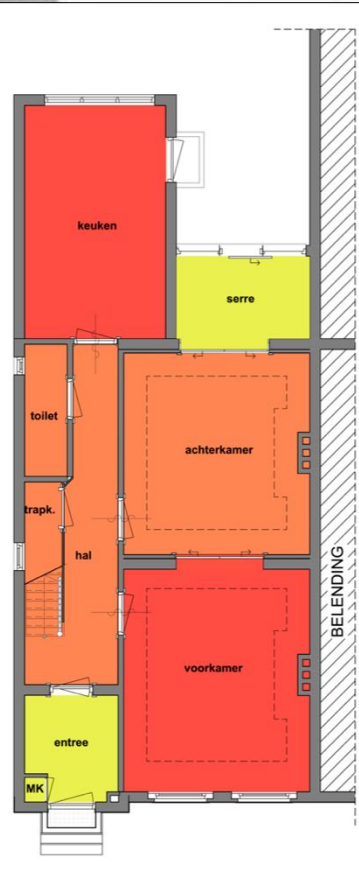 keuken
serre
toilet
achterkamer
trapk.
hal
BELENDING
voorkamer
entree
MK